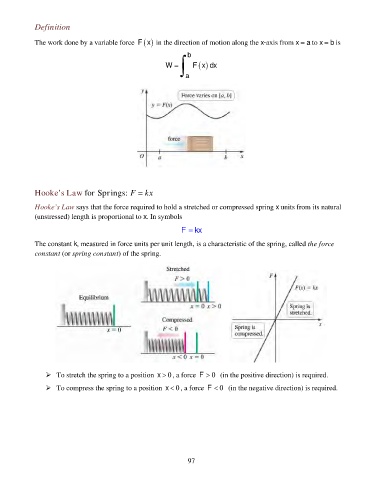 Definition
The work done by a variable force F(x) in the direction of motion along the x-axis from x = a to x = b is
b
W = ∫ F(x) dx
a
y
Force varies on [a, b]
y = F(x)
force
O a b x
Hooke's Law for Springs: F = kx
Hooke's Law says that the force required to hold a stretched or compressed spring x units from its natural
(unstressed) length is proportional to x. In symbols
F = kx
The constant k, measured in force units per unit length, is a characteristic of the spring, called the force
constant (or spring constant) of the spring.
Stretched
F > 0
x = 0 x > 0
Equilibrium
x = 0
Compressed
F < 0
x < 0 x = 0
F
F(x) = kx
Spring is
stretched.
x
Spring is
compressed.
➢ To stretch the spring to a position x > 0, a force F > 0 (in the positive direction) is required.
➢ To compress the spring to a position x < 0, a force F < 0 (in the negative direction) is required.
97